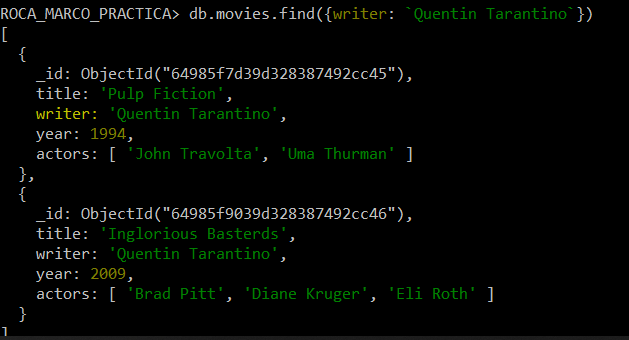 ROCA_MARCO_PRACTICA> db.movies.find({writer: `Quentin Tarantino`})
[
  {
    _id: ObjectId("64985f7d39d328387492cc45"),
    title: 'Pulp Fiction',
    writer: 'Quentin Tarantino',
    year: 1994,
    actors: [ 'John Travolta', 'Uma Thurman' ]
  },
  {
    _id: ObjectId("64985f9039d328387492cc46"),
    title: 'Inglorious Basterds',
    writer: 'Quentin Tarantino',
    year: 2009,
    actors: [ 'Brad Pitt', 'Diane Kruger', 'Eli Roth' ]
  }
]